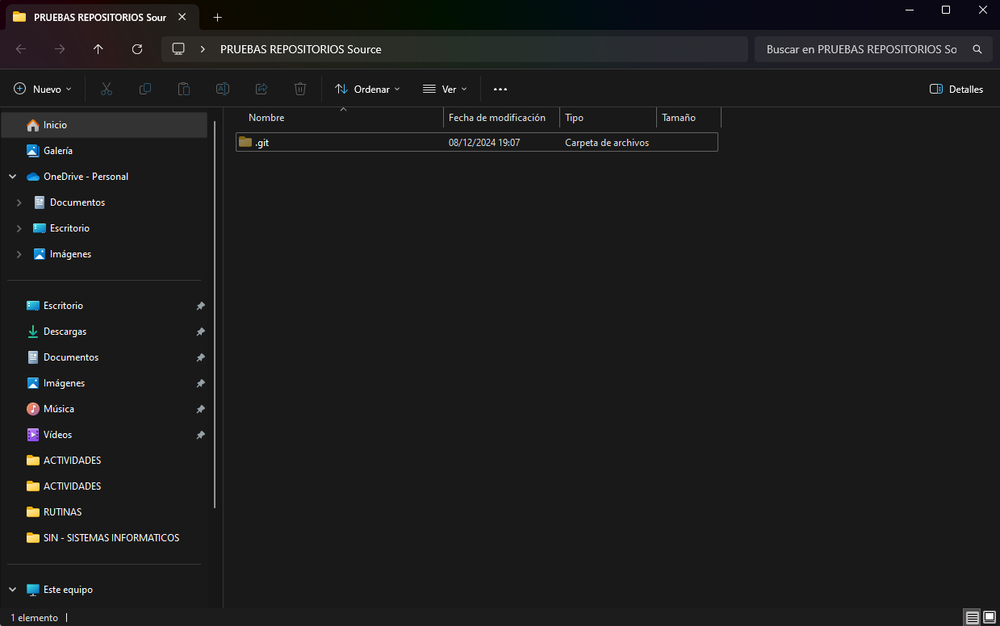 PRUEBAS REPOSITORIOS Sour
PRUEBAS REPOSITORIOS Source
Buscar en PRUEBAS REPOSITORIOS So
Nuevo
Ordenar
Ver
Detalles
Nombre
Fecha de modificación
Tipo
Tamaño
.git
08/12/2024 19:07
Carpeta de archivos
Inicio
Galería
OneDrive - Personal
Documentos
Escritorio
Imágenes
Escritorio
Descargas
Documentos
Imágenes
Música
Vídeos
ACTIVIDADES
ACTIVIDADES
RUTINAS
SIN - SISTEMAS INFORMATICOS
Este equipo
1 elemento